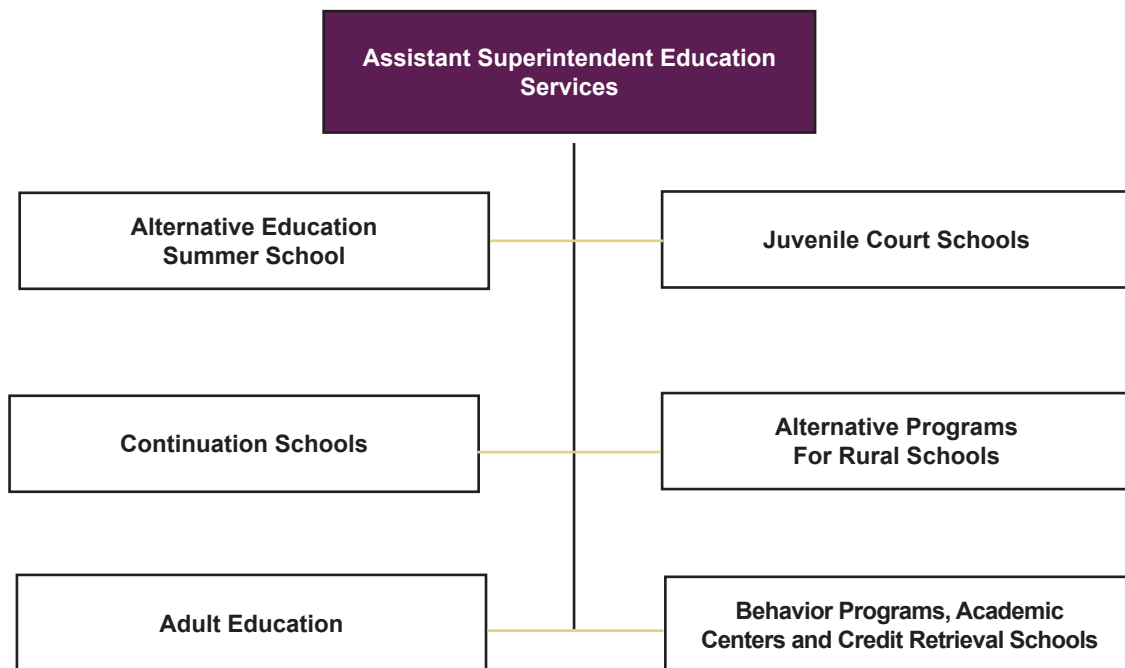 Assistant Superintendent Education
Services
Alternative Education
Summer School
Juvenile Court Schools
Continuation Schools
Alternative Programs
For Rural Schools
Adult Education
Behavior Programs, Academic
Centers and Credit Retrieval Schools